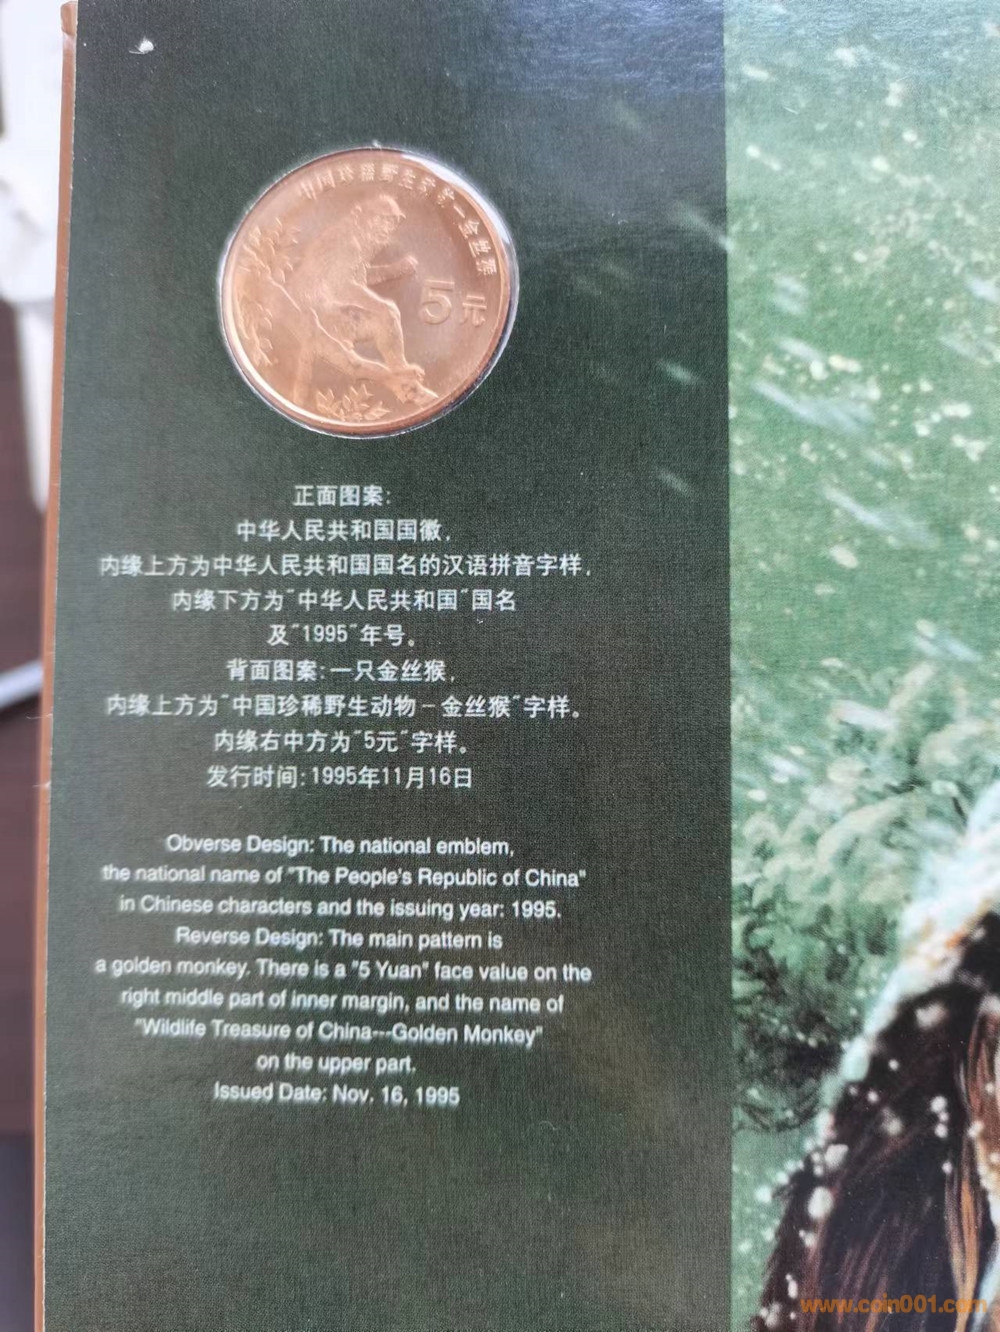 中国珍稀野生动物—金丝猴
5元
正面图案:
中华人民共和国国徽,
内缘上方为中华人民共和国国名的汉语拼音字样,
内缘下方为"中华人民共和国"国名
及"1995"年号。
背面图案:一只金丝猴,
内缘上方为"中国珍稀野生动物-金丝猴"字样。
内缘右中方为"5元"字样。
发行时间:1995年11月16日
Obverse Design: The national emblem,
the national name of "The People's Republic of China"
in Chinese characters and the issuing year: 1995.
Reverse Design: The main pattern is
a golden monkey. There is a "5 Yuan" face value on the
right middle part of inner margin, and the name of
"Wildlife Treasure of China---Golden Monkey"
on the upper part.
Issued Date: Nov. 16, 1995
www.coin001.com